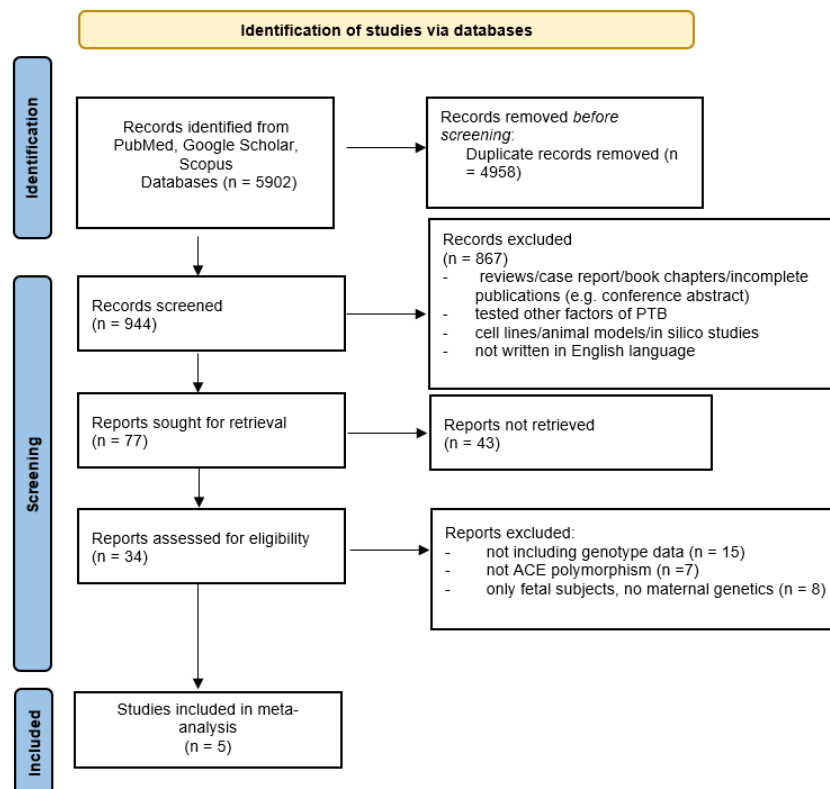 Identification of studies via databases
Identification
Records identified from
PubMed, Google Scholar,
Scopus
Databases (n = 5902)
Records removed before
screening:
Duplicate records removed (n
= 4958)
Records excluded
(n = 867)
- reviews/case report/book chapters/incomplete
publications (e.g. conference abstract)
- tested other factors of PTB
- cell lines/animal models/in silico studies
- not written in English language
Screening
Records screened
(n = 944)
Reports sought for retrieval
(n = 77)
Reports not retrieved
(n = 43)
Reports assessed for eligibility
(n = 34)
Reports excluded:
- not including genotype data (n = 15)
- not ACE polymorphism (n =7)
- only fetal subjects, no maternal genetics (n = 8)
Included
Studies included in meta-
analysis
(n = 5)